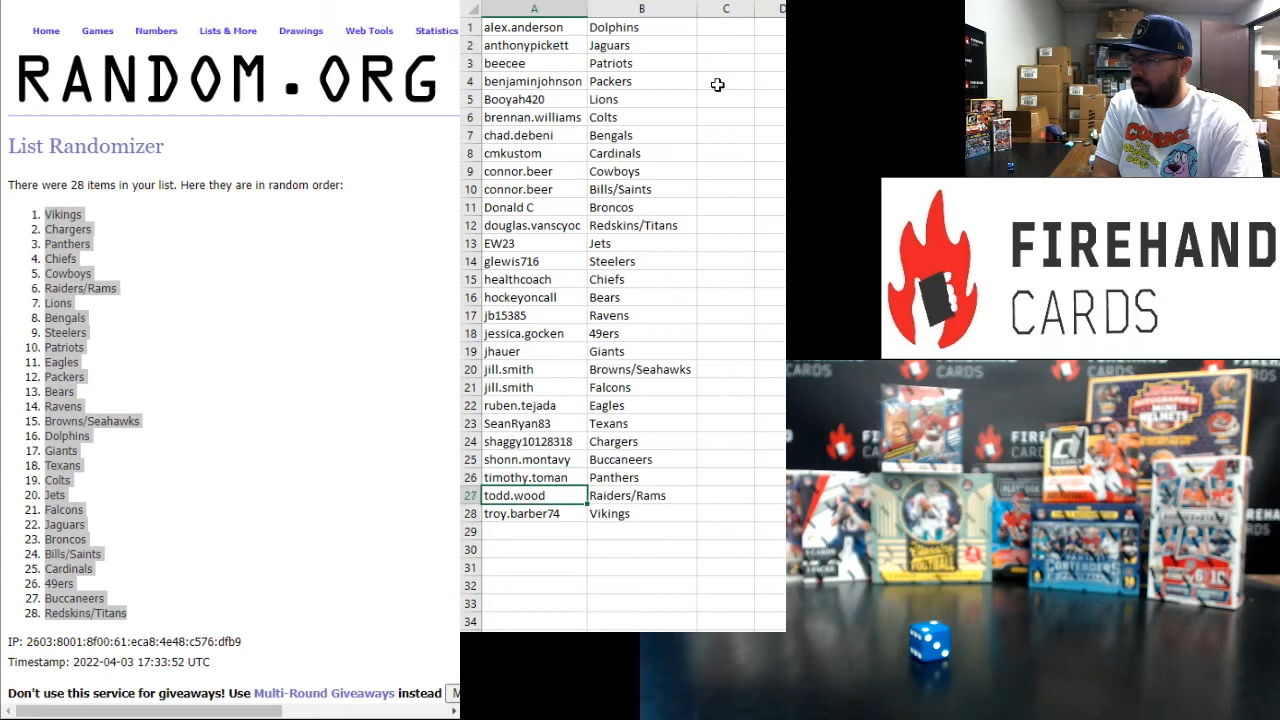 Home Games Numbers Lists & More Drawings Web Tools Statistics
RANDOM.ORG
List Randomizer
There were 28 items in your list. Here they are in random order:
1. Vikings
2. Chargers
3. Panthers
4. Chiefs
5. Cowboys
6. Raiders/Rams
7. Lions
8. Bengals
9. Steelers
10. Patriots
11. Eagles
12. Packers
13. Bears
14. Ravens
15. Browns/Seahawks
16. Dolphins
17. Giants
18. Texans
19. Colts
20. Jets
21. Falcons
22. Jaguars
23. Broncos
24. Bills/Saints
25. Cardinals
26. 49ers
27. Buccaneers
28. Redskins/Titans
IP: 2603:8001:8f00:61:eca8:4e48:c576:dfb9
Timestamp: 2022-04-03 17:33:52 UTC
Don't use this service for giveaways! Use Multi-Round Giveaways instead
A B C D
1 alex.anderson Dolphins
2 anthonypickett Jaguars
3 beecee Patriots
4 benjaminjohnson Packers
5 Booyah420 Lions
6 brennan.williams Colts
7 chad.debeni Bengals
8 cmkustom Cardinals
9 connor.beer Cowboys
10 connor.beer Bills/Saints
11 Donald C Broncos
12 douglas.vanscyoc Redskins/Titans
13 EW23 Jets
14 glewis716 Steelers
15 healthcoach Chiefs
16 hockeyoncall Bears
17 jb15385 Ravens
18 jessica.gocken 49ers
19 jhauer Giants
20 jill.smith Browns/Seahawks
21 jill.smith Falcons
22 ruben.tejada Eagles
23 SeanRyan83 Texans
24 shaggy10128318 Chargers
25 shonn.montavy Buccaneers
26 timothy.toman Panthers
27 todd.wood Raiders/Rams
28 troy.barber74 Vikings
29
30
31
32
33
34
COURAGE
FIREHAND
CARDS
CARDS
CARDS
FIREH
AUTOGRAPHED
MINI
HELMETS
FOOTBALL
CONTENDERS